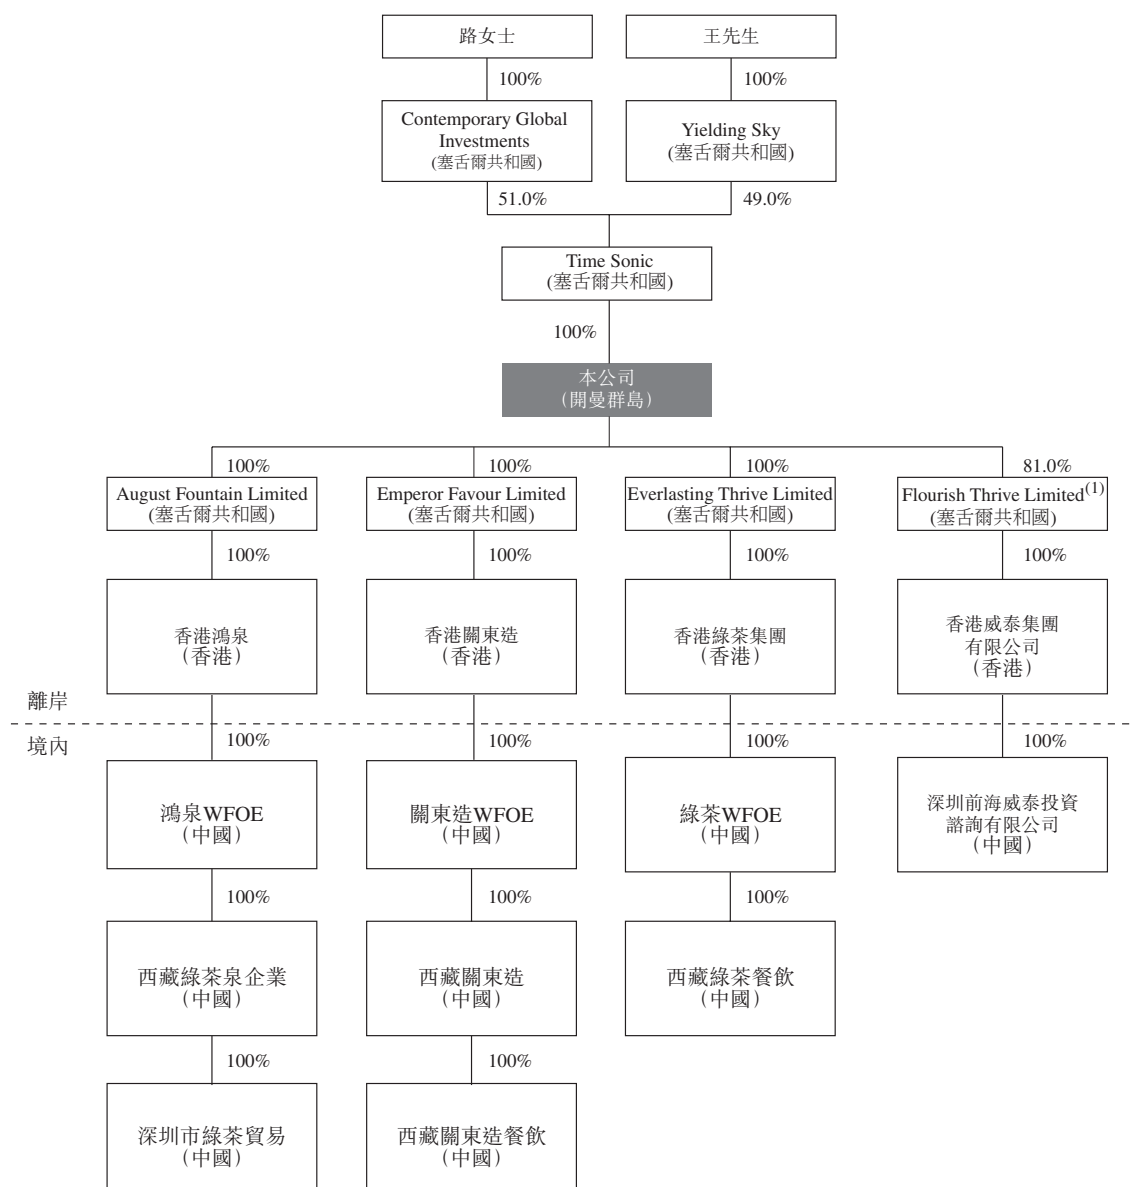 路女士
王先生
100%
100%
Contemporary Global
Investments
(塞舌爾共和國)
Yielding Sky
(塞舌爾共和國)
51.0%
49.0%
Time Sonic
(塞舌爾共和國)
100%
本公司
(開曼群島)
100%
100%
100%
81.0%
August Fountain Limited
(塞舌爾共和國)
Emperor Favour Limited
(塞舌爾共和國)
Everlasting Thrive Limited
(塞舌爾共和國)
Flourish Thrive Limited(1)
(塞舌爾共和國)
100%
100%
100%
100%
香港鴻泉
(香港)
香港關東造
(香港)
香港綠茶集團
(香港)
香港威泰集團
有限公司
(香港)
離岸
境內
100%
100%
100%
100%
鴻泉WFOE
(中國)
關東造WFOE
(中國)
綠茶WFOE
(中國)
深圳前海威泰投資
諮詢有限公司
(中國)
100%
100%
100%
西藏綠茶泉企業
(中國)
西藏關東造
(中國)
西藏綠茶餐飲
(中國)
100%
100%
深圳市綠茶貿易
(中國)
西藏關東造餐飲
(中國)